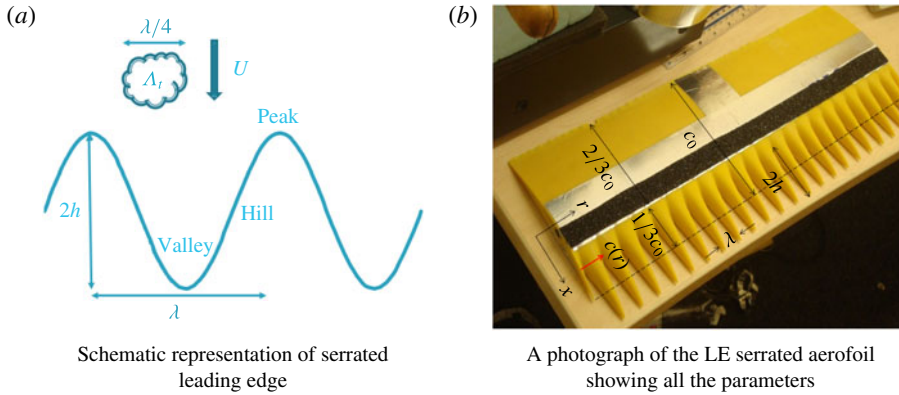 (a)
λ/4
Λt
U
Peak
2h
Hill
Valley
λ
Schematic representation of serrated
leading edge
(b)
2/3c0
c0
r
1/3c0
2h
c(r)
λ
x
A photograph of the LE serrated aerofoil
showing all the parameters